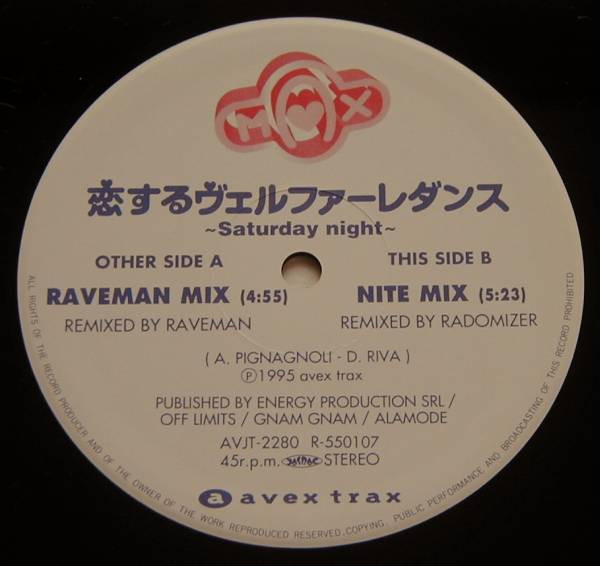 MAX
恋するヴェルファーレダンス
~Saturday night~
OTHER SIDE A
RAVEMAN MIX (4:55)
REMIXED BY RAVEMAN
THIS SIDE B
NITE MIX (5:23)
REMIXED BY RADOMIZER
( A. PIGNAGNOLI - D. RIVA )
Ⓟ1995 avex trax
PUBLISHED BY ENERGY PRODUCTION SRL /
OFF LIMITS / GNAM GNAM / ALAMODE
AVJT-2280 R-550107
45r.p.m. JASRAC STEREO
a avex trax
ALL RIGHTS OF THE RECORD PRODUCER AND OF THE OWNER OF THE WORK REPRODUCED RESERVED. COPYING, PUBLIC PERFORMANCE AND BROADCASTING OF THIS RECORD PROHIBITED